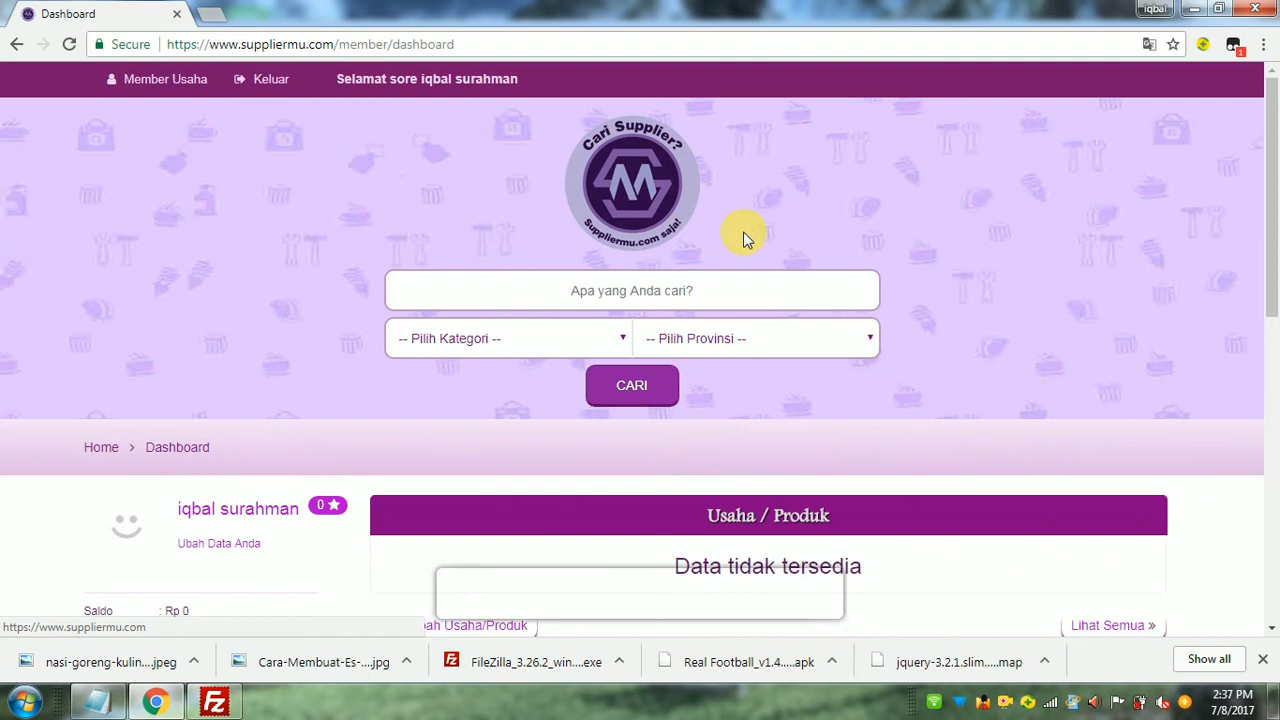 Dashboard
iqbal
Secure https://www.suppliermu.com/member/dashboard
1
Member Usaha Keluar Selamat sore iqbal surahman
Cari Supplier?
SM
Suppliermu.com saja!
Apa yang Anda cari?
-- Pilih Kategori -- -- Pilih Provinsi --
CARI
Home Dashboard
iqbal surahman 0
Usaha / Produk
Ubah Data Anda
Data tidak tersedia
Saldo : Rp 0
https://www.suppliermu.com
bah Usaha/Produk Lihat Semua »
nasi-goreng-kulin....jpeg Cara-Membuat-Es-....jpg FileZilla_3.26.2_win....exe Real Football_v1.4....apk jquery-3.2.1.slim.....map Show all
2:37 PM
7/8/2017